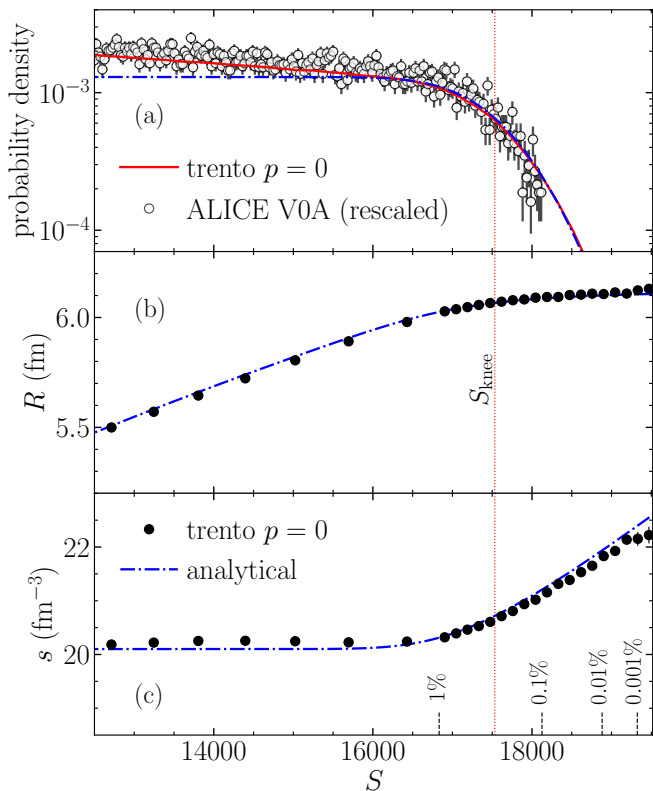 probability density
10⁻³
10⁻⁴
(a)
trento p = 0
ALICE V0A (rescaled)
R (fm)
6.0
5.5
(b)
S_knee
s (fm⁻³)
22
20
trento p = 0
analytical
(c)
1%
0.1%
0.01%
0.001%
14000 16000 18000
S